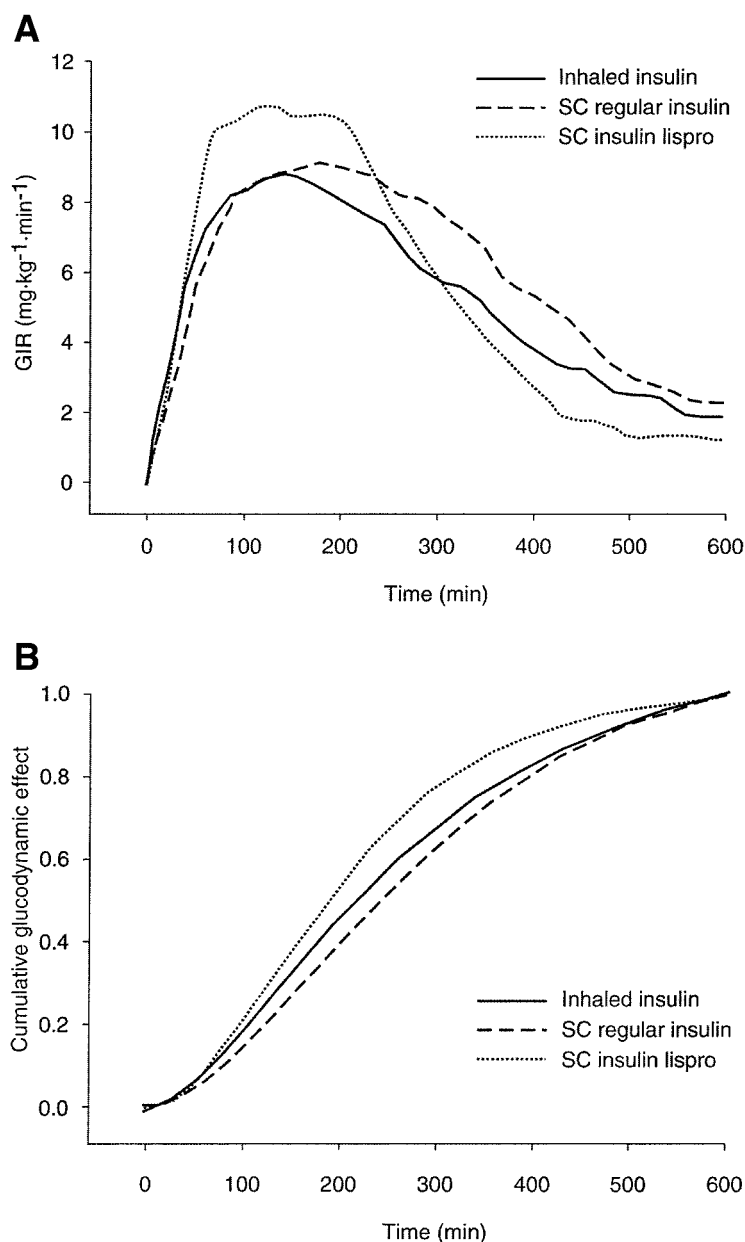 A
12
10
8
6
4
2
0
GIR (mg·kg⁻¹·min⁻¹)
Inhaled insulin
SC regular insulin
SC insulin lispro
0 100 200 300 400 500 600
Time (min)
B
1.0
0.8
0.6
0.4
0.2
0.0
Cumulative glucodynamic effect
Inhaled insulin
SC regular insulin
SC insulin lispro
0 100 200 300 400 500 600
Time (min)